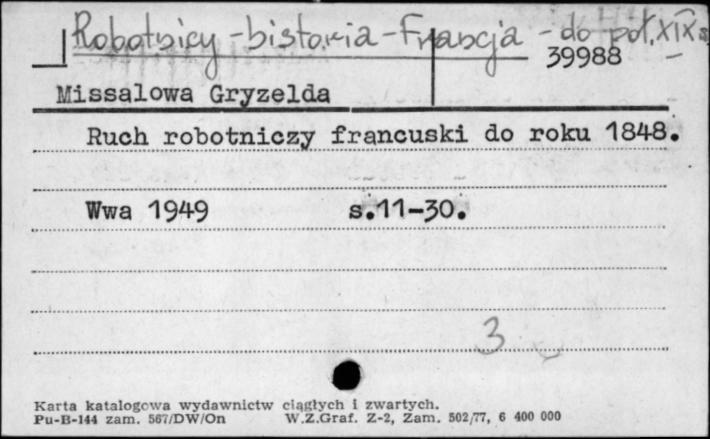 Robotnicy - historia - Francja - do poł. XIX
39988
Missalowa Gryzelda
Ruch robotniczy francuski do roku 1848.
Wwa 1949 s.11-30.
3
Karta katalogowa wydawnictw ciągłych i zwartych.
Pu-B-144 zam. 567/DW/On W.Z.Graf. Z-2, Zam. 502/77, 6 400 000